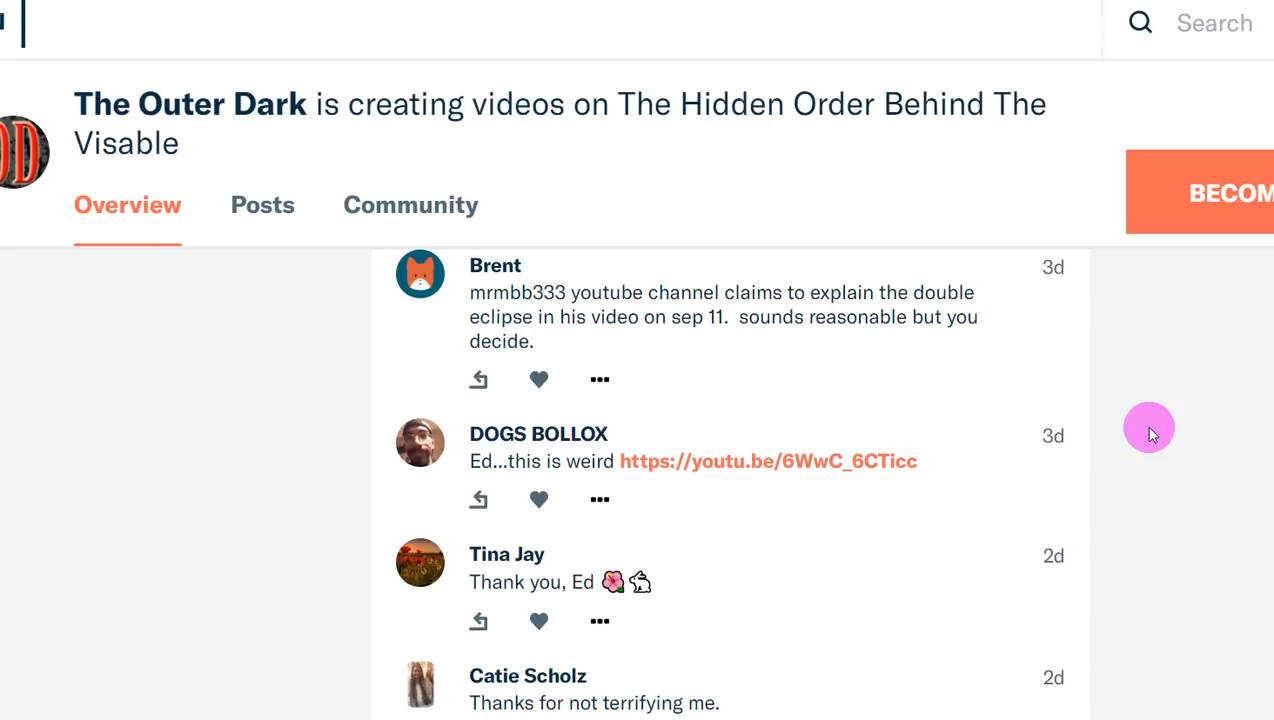 Search
The Outer Dark is creating videos on The Hidden Order Behind The
Visable
OD
BECOM
Overview Posts Community
Brent 3d
mrmbb333 youtube channel claims to explain the double
eclipse in his video on sep 11. sounds reasonable but you
decide.
DOGS BOLLOX 3d
Ed...this is weird https://youtu.be/6WwC_6CTicc
Tina Jay 2d
Thank you, Ed 🌺🐇
Catie Scholz 2d
Thanks for not terrifying me.